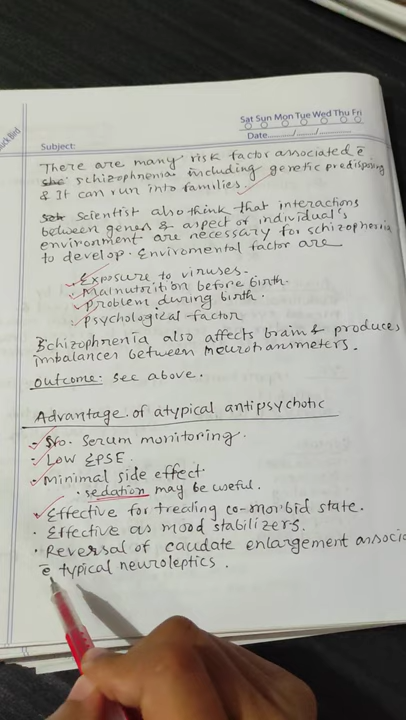 Sat Sun Mon Tue Wed Thu Fri
Subject:
Date....../....../......
There are many risk factor associated c̄
schizophrenia including genetic predisposing
& It can run into families.
Scientist also think that interactions
between genes & aspect of individual's
environment are necessary for schizophernia
to develop. Enviromental factor are
Exposure to viruses.
Malnutrition before birth.
problem during birth.
psychological factor
Schizophrenia also affects brain & produces
imbalances between neurotransmeters.
outcome: see above.
Advantage of atypical antipsychotic
• No. Serum monitoring.
• Low EPSE.
• Minimal side effect.
• sedation may be useful.
• Effective for treating co-morbid state.
• Effective as mood stabilizers.
• Reversal of caudate enlargement associ
c̄ typical neuroleptics.